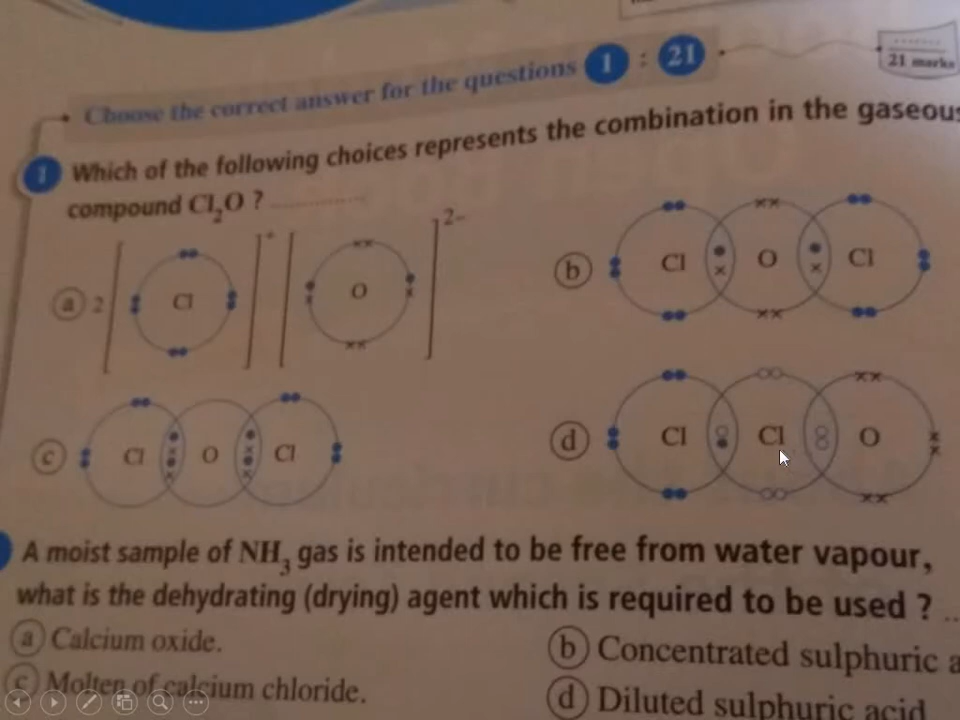 21 marks
Choose the correct answer for the questions 1 : 21
1 Which of the following choices represents the combination in the gaseous
compound Cl₂O ? ..................
a 2 [ Cl ]⁺ [ O ]²⁻
b Cl O Cl
c Cl O Cl
d Cl Cl O
A moist sample of NH₃ gas is intended to be free from water vapour,
what is the dehydrating (drying) agent which is required to be used ? ..
a Calcium oxide.
b Concentrated sulphuric a
c Molten of calcium chloride.
d Diluted sulphuric acid